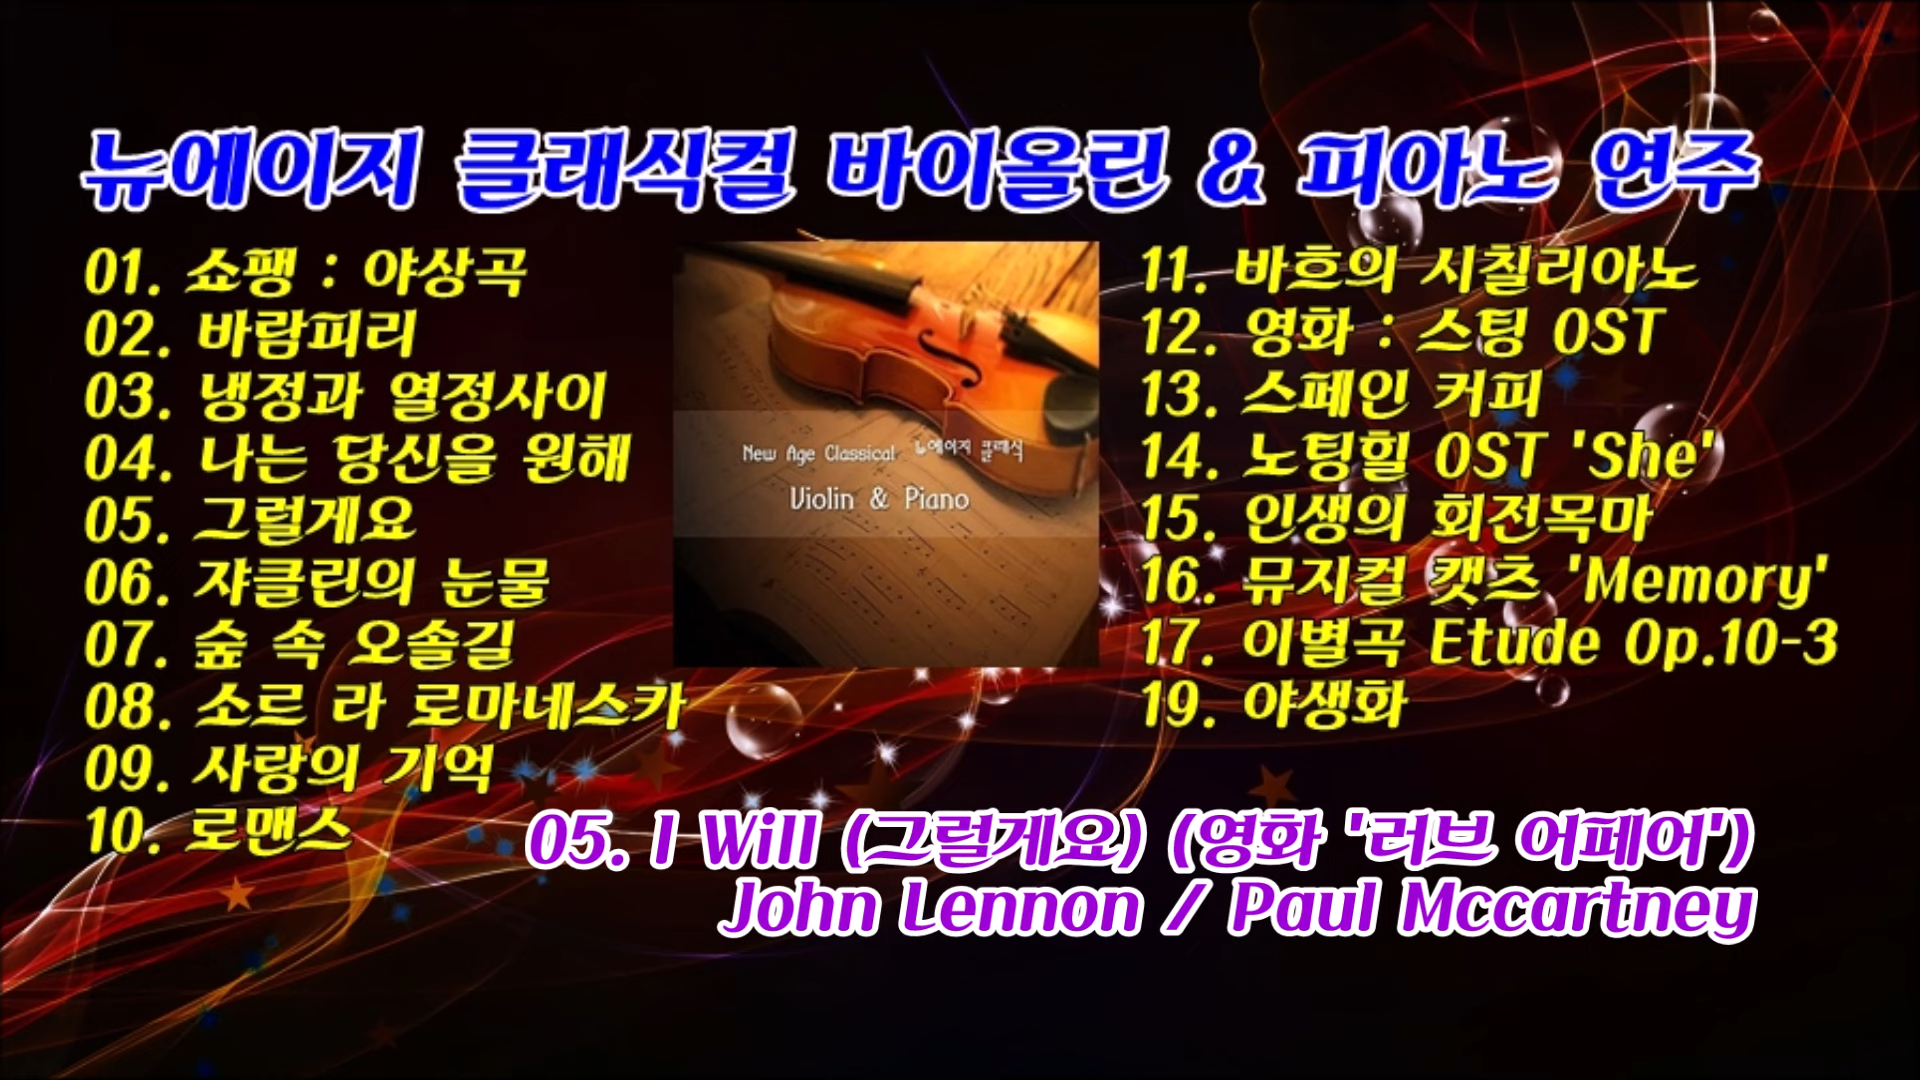 뉴에이지 클래식컬 바이올린 & 피아노 연주
01. 쇼팽 : 야상곡
02. 바람피리
03. 냉정과 열정사이
04. 나는 당신을 원해
05. 그럴게요
06. 쟈클린의 눈물
07. 숲 속 오솔길
08. 소르 라 로마네스카
09. 사랑의 기억
10. 로맨스
New Age Classical 뉴에이지 클래식
Violin & Piano
11. 바흐의 시칠리아노
12. 영화 : 스팅 OST
13. 스페인 커피
14. 노팅힐 OST 'She'
15. 인생의 회전목마
16. 뮤지컬 캣츠 'Memory'
17. 이별곡 Etude Op.10-3
19. 야생화
05. I Will (그럴게요) (영화 '러브 어페어')
John Lennon / Paul Mccartney